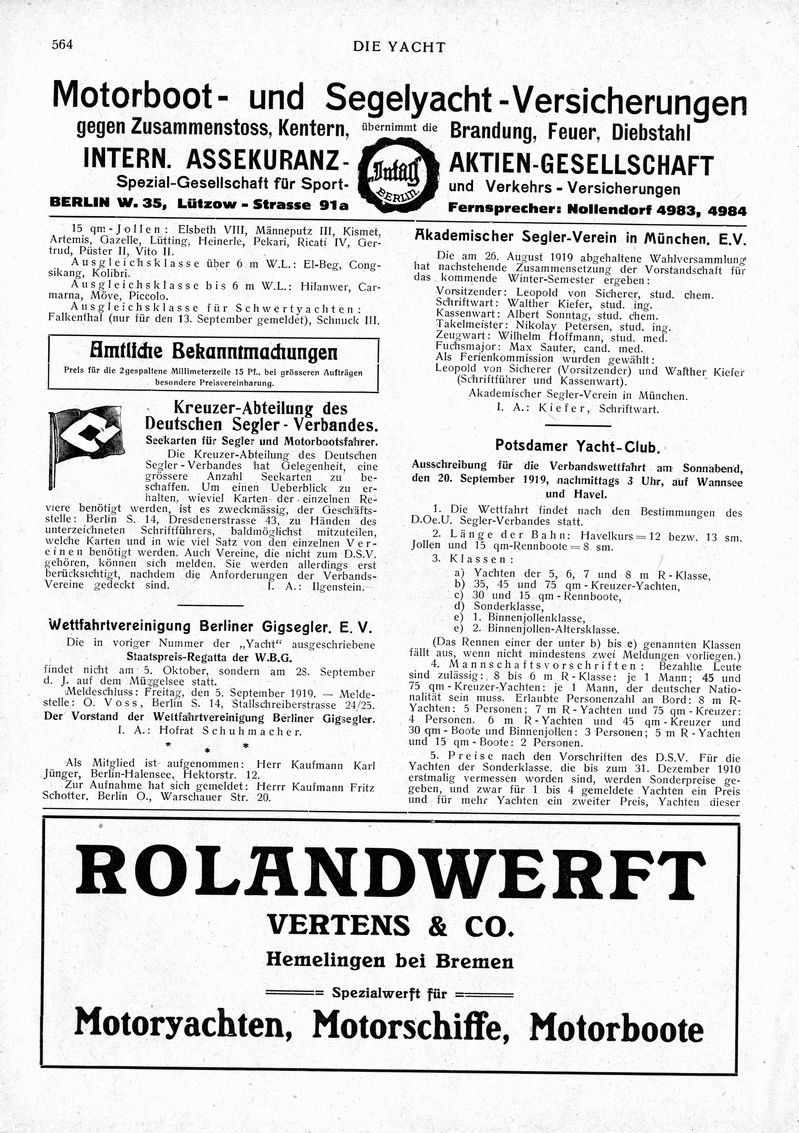 564
DIE YACHT
Motorboot- und Segelyacht-Versicherungen
gegen Zusammenstoss, Kentern, übernimmt die Brandung, Feuer, Diebstahl
INTERN. ASSEKURANZ- AKTIEN-GESELLSCHAFT
„Intag"
BERLIN.
Spezial-Gesellschaft für Sport- und Verkehrs-Versicherungen
BERLIN W. 35, Lützow-Strasse 91a Fernsprecher: Nollendorf 4983, 4984
15 qm-Jollen: Elsbeth VIII, Männeputz III, Kismet,
Artemis, Gazelle, Lütting, Heinerle, Pekari, Ricati IV, Ger-
trud, Püster II, Vito II.
Ausgleichsklasse über 6 m W.L.: El-Beg, Cong-
sikang, Kolibri.
Ausgleichsklasse bis 6 m W.L.: Hilanwer, Car-
marna, Möve, Piccolo.
Ausgleichsklasse für Schwertyachten:
Falkenthal (nur für den 13. September gemeldet), Schnuck III.
Amtliche Bekanntmachungen
Preis für die 2gespaltene Millimeterzeile 15 Pf., bei grösseren Aufträgen
besondere Preisvereinbarung.
Kreuzer-Abteilung des
Deutschen Segler-Verbandes.
Seekarten für Segler und Motorbootsfahrer.
Die Kreuzer-Abteilung des Deutschen
Segler-Verbandes hat Gelegenheit, eine
grössere Anzahl Seekarten zu be-
schaffen. Um einen Ueberblick zu er-
halten, wieviel Karten der einzelnen Re-
viere benötigt werden, ist es zweckmässig, der Geschäfts-
stelle: Berlin S. 14, Dresdenerstrasse 43, zu Händen des
unterzeichneten Schriftführers, baldmöglichst mitzuteilen,
welche Karten und in wie viel Satz von den einzelnen Ver-
einen benötigt werden. Auch Vereine, die nicht zum D.S.V.
gehören, können sich melden. Sie werden allerdings erst
berücksichtigt, nachdem die Anforderungen der Verbands-
Vereine gedeckt sind. I. A.: Ilgenstein.
Wettfahrtvereinigung Berliner Gigsegler. E. V.
Die in voriger Nummer der „Yacht" ausgeschriebene
Staatspreis-Regatta der W.B.G.
findet nicht am 5. Oktober, sondern am 28. September
d. J. auf dem Müggelsee statt.
Meldeschluss: Freitag, den 5. September 1919. — Melde-
stelle: O. Voss, Berlin S. 14, Stallschreiberstrasse 24/25.
Der Vorstand der Wettfahrtvereinigung Berliner Gigsegler.
I. A.: Hofrat Schuhmacher.
* * *
Als Mitglied ist aufgenommen: Herr Kaufmann Karl
Jünger, Berlin-Halensee, Hektorstr. 12.
Zur Aufnahme hat sich gemeldet: Herrr Kaufmann Fritz
Schotter, Berlin O., Warschauer Str. 20.
Akademischer Segler-Verein in München. E.V.
Die am 26. August 1919 abgehaltene Wahlversammlung
hat nachstehende Zusammensetzung der Vorstandschaft für
das kommende Winter-Semester ergeben:
Vorsitzender: Leopold von Sicherer, stud. chem.
Schriftwart: Walther Kiefer, stud. ing.
Kassenwart: Albert Sonntag, stud. chem.
Takelmeister: Nikolay Petersen, stud. ing.
Zeugwart: Wilhelm Hoffmann, stud. med.
Fuchsmajor: Max Sauter, cand. med.
Als Ferienkommission wurden gewählt:
Leopold von Sicherer (Vorsitzender) und Walther Kiefer
(Schriftführer und Kassenwart).
Akademischer Segler-Verein in München.
I. A.: Kiefer, Schriftwart.
Potsdamer Yacht-Club.
Ausschreibung für die Verbandswettfahrt am Sonnabend,
den 20. September 1919, nachmittags 3 Uhr, auf Wannsee
und Havel.
1. Die Wettfahrt findet nach den Bestimmungen des
D.Oe.U. Segler-Verbandes statt.
2. Länge der Bahn: Havelkurs = 12 bezw. 13 sm.
Jollen und 15 qm-Rennboote = 8 sm.
3. Klassen:
a) Yachten der 5, 6, 7 und 8 m R-Klasse,
b) 35, 45 und 75 qm-Kreuzer-Yachten,
c) 30 und 15 qm-Rennboote,
d) Sonderklasse,
e) 1. Binnenjollenklasse,
e) 2. Binnenjollen-Altersklasse.
(Das Rennen einer der unter b) bis e) genannten Klassen
fällt aus, wenn nicht mindestens zwei Meldungen vorliegen.)
4. Mannschaftsvorschriften: Bezahlte Leute
sind zulässig: 8 bis 6 m R-Klasse: je 1 Mann; 45 und
75 qm-Kreuzer-Yachten: je 1 Mann, der deutscher Natio-
nalität sein muss. Erlaubte Personenzahl an Bord: 8 m R-
Yachten: 5 Personen; 7 m R-Yachten und 75 qm-Kreuzer:
4 Personen. 6 m R-Yachten und 45 qm-Kreuzer und
30 qm-Boote und Binnenjollen: 3 Personen; 5 m R-Yachten
und 15 qm-Boote: 2 Personen.
5. Preise nach den Vorschriften des D.S.V. Für die
Yachten der Sonderklasse, die bis zum 31. Dezember 1910
erstmalig vermessen worden sind, werden Sonderpreise ge-
geben, und zwar für 1 bis 4 gemeldete Yachten ein Preis
und für mehr Yachten ein zweiter Preis, Yachten dieser
ROLANDWERFT
VERTENS & CO.
Hemelingen bei Bremen
Spezialwerft für
Motoryachten, Motorschiffe, Motorboote